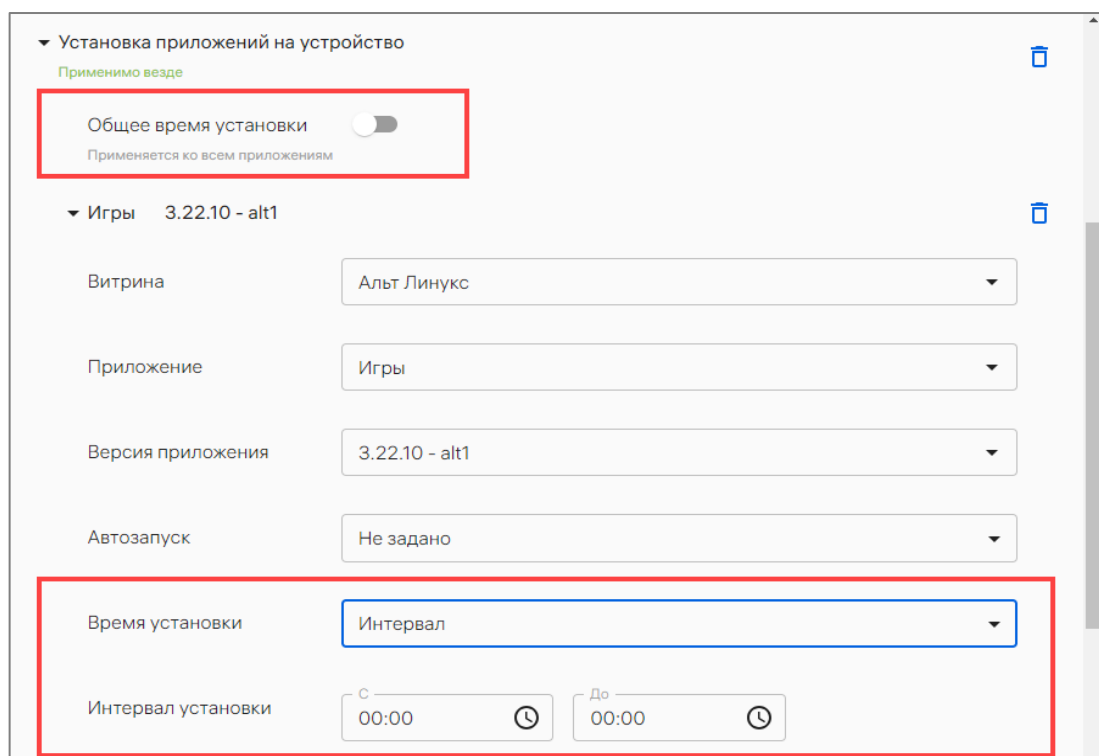 Установка приложений на устройство
Применимо везде
Общее время установки
Применяется ко всем приложениям
Игры 3.22.10 - alt1
Витрина Альт Линукс
Приложение Игры
Версия приложения 3.22.10 - alt1
Автозапуск Не задано
Время установки Интервал
С До
Интервал установки 00:00 00:00